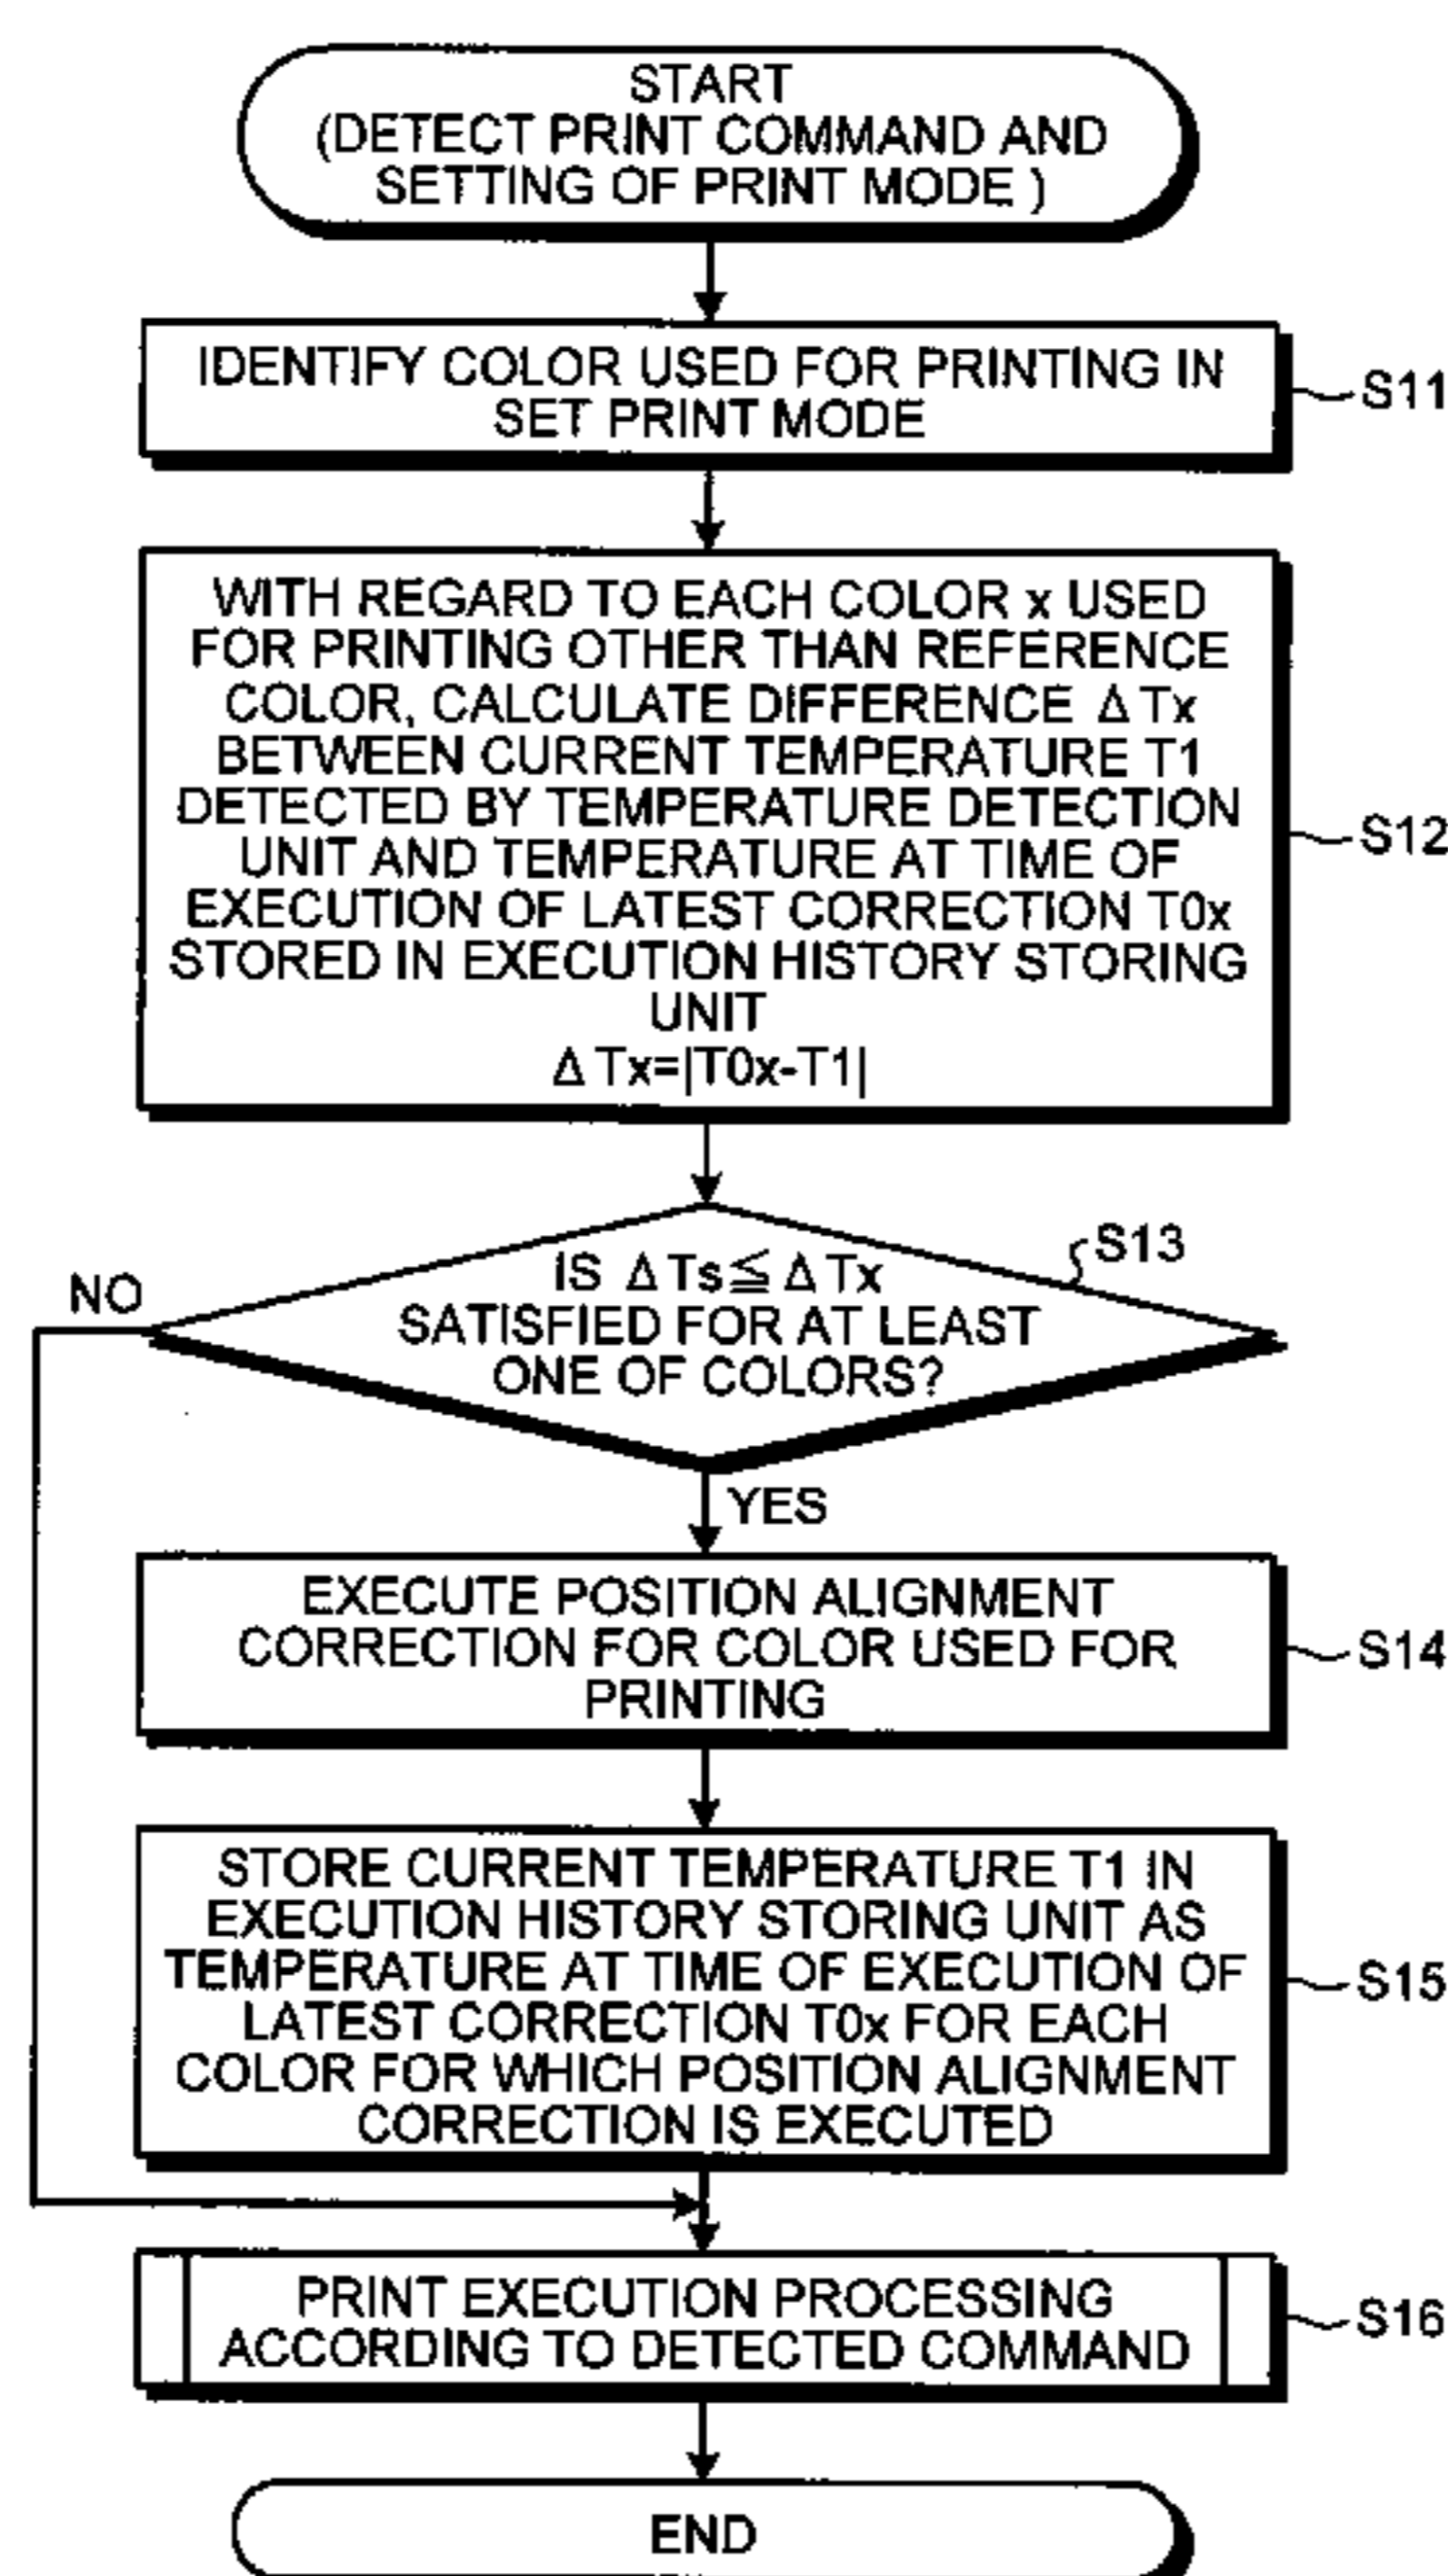 START
(DETECT PRINT COMMAND AND
SETTING OF PRINT MODE )
IDENTIFY COLOR USED FOR PRINTING IN
SET PRINT MODE
S11
WITH REGARD TO EACH COLOR x USED
FOR PRINTING OTHER THAN REFERENCE
COLOR, CALCULATE DIFFERENCE ΔTx
BETWEEN CURRENT TEMPERATURE T1
DETECTED BY TEMPERATURE DETECTION
UNIT AND TEMPERATURE AT TIME OF
EXECUTION OF LATEST CORRECTION T0x
STORED IN EXECUTION HISTORY STORING
UNIT
ΔTx=|T0x-T1|
S12
IS ΔTs≦ΔTx
SATISFIED FOR AT LEAST
ONE OF COLORS?
S13
NO
YES
EXECUTE POSITION ALIGNMENT
CORRECTION FOR COLOR USED FOR
PRINTING
S14
STORE CURRENT TEMPERATURE T1 IN
EXECUTION HISTORY STORING UNIT AS
TEMPERATURE AT TIME OF EXECUTION OF
LATEST CORRECTION T0x FOR EACH
COLOR FOR WHICH POSITION ALIGNMENT
CORRECTION IS EXECUTED
S15
PRINT EXECUTION PROCESSING
ACCORDING TO DETECTED COMMAND
S16
END